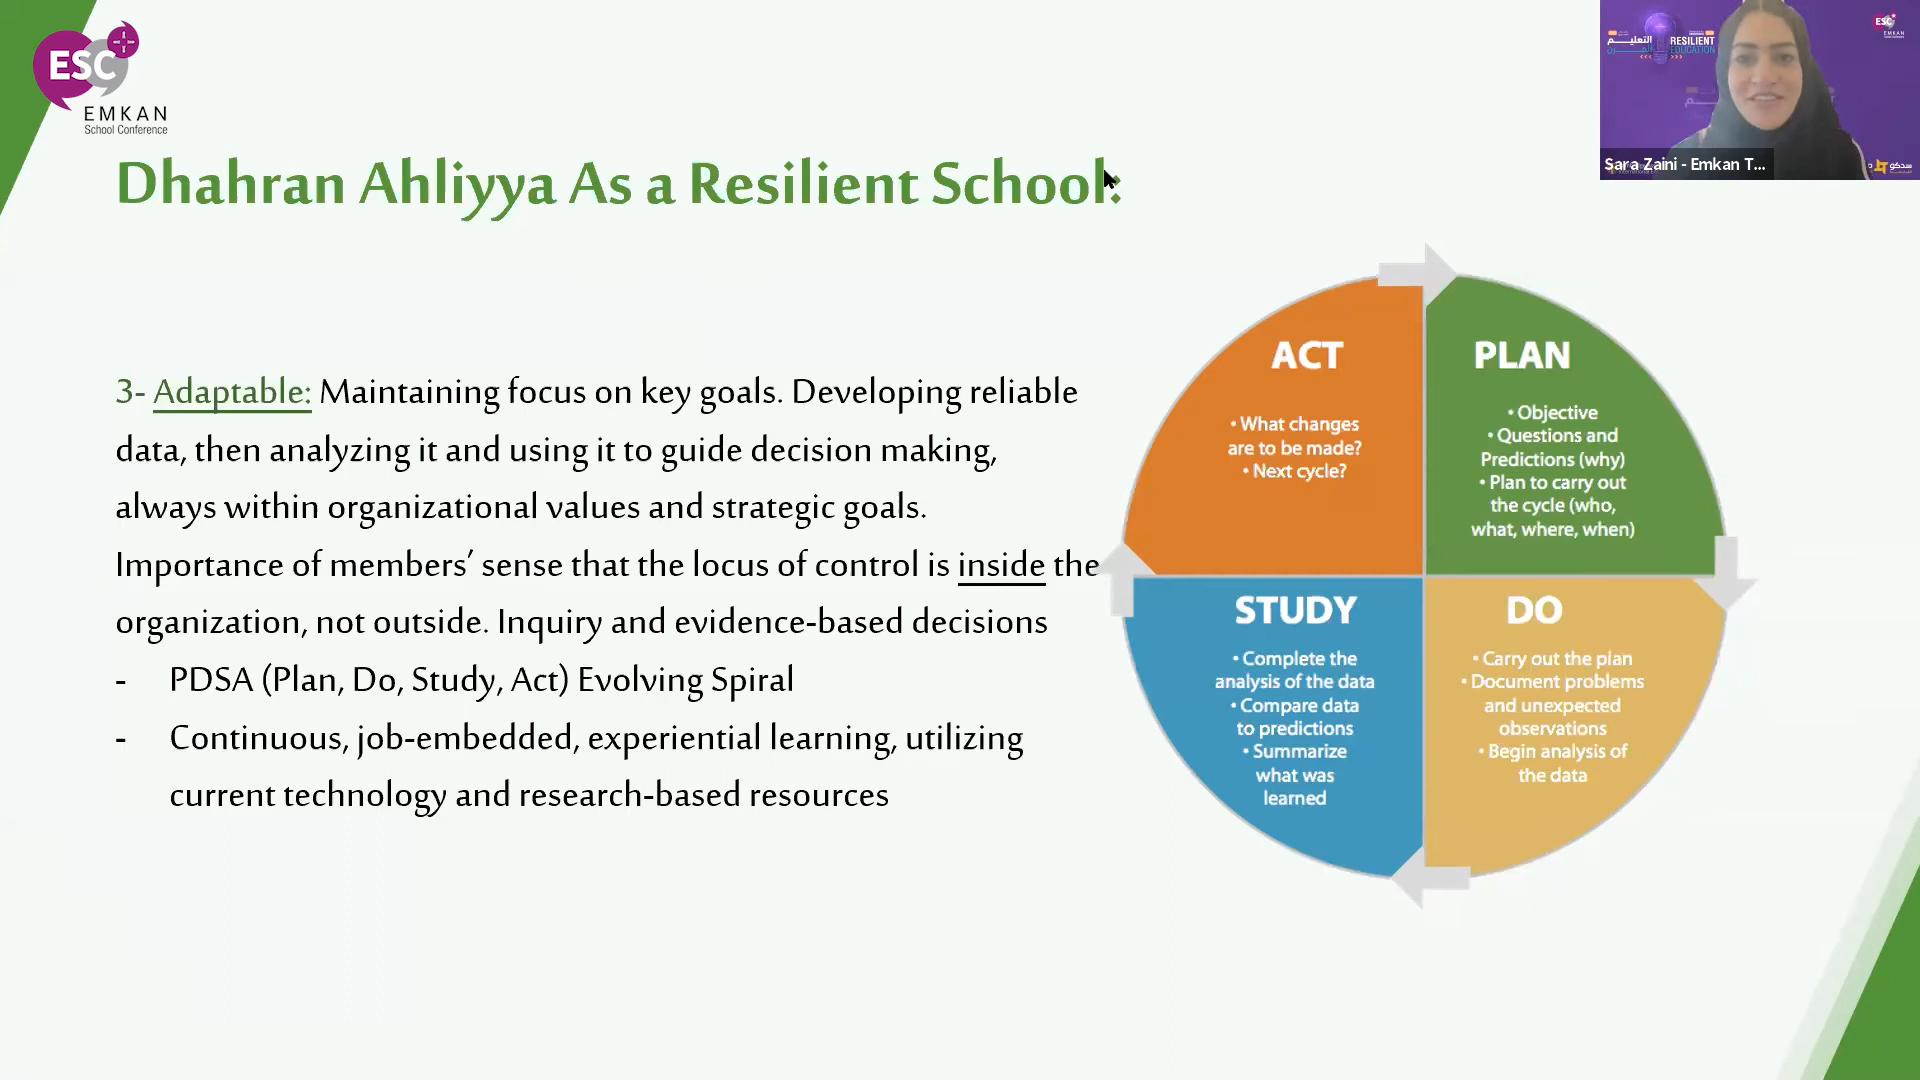 ESC
EMKAN
School Conference
Dhahran Ahliyya As a Resilient School:
3- Adaptable: Maintaining focus on key goals. Developing reliable
data, then analyzing it and using it to guide decision making,
always within organizational values and strategic goals.
Importance of members’ sense that the locus of control is inside the
organization, not outside. Inquiry and evidence-based decisions
- PDSA (Plan, Do, Study, Act) Evolving Spiral
- Continuous, job-embedded, experiential learning, utilizing
current technology and research-based resources
ACT
• What changes
are to be made?
• Next cycle?
PLAN
• Objective
• Questions and
Predictions (why)
• Plan to carry out
the cycle (who,
what, where, when)
STUDY
• Complete the
analysis of the data
• Compare data
to predictions
• Summarize
what was
learned
DO
• Carry out the plan
• Document problems
and unexpected
observations
• Begin analysis of
the data
التعليم
RESILIENT
EDUCATION
ESC
EMKAN
Sara Zaini - Emkan T...
سدكو